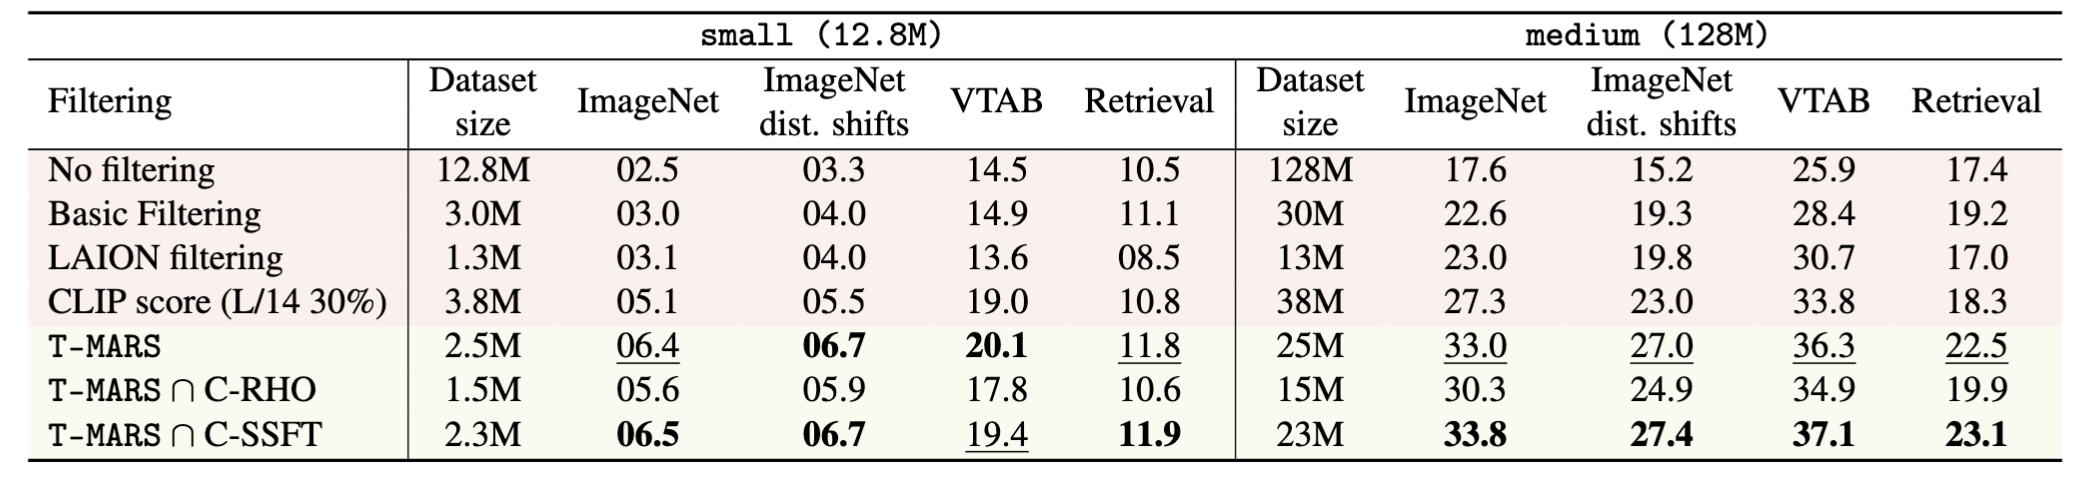 small (12.8M) medium (128M)
Filtering Dataset size ImageNet ImageNet dist. shifts VTAB Retrieval Dataset size ImageNet ImageNet dist. shifts VTAB Retrieval
No filtering 12.8M 02.5 03.3 14.5 10.5 128M 17.6 15.2 25.9 17.4
Basic Filtering 3.0M 03.0 04.0 14.9 11.1 30M 22.6 19.3 28.4 19.2
LAION filtering 1.3M 03.1 04.0 13.6 08.5 13M 23.0 19.8 30.7 17.0
CLIP score (L/14 30%) 3.8M 05.1 05.5 19.0 10.8 38M 27.3 23.0 33.8 18.3
T-MARS 2.5M 06.4 06.7 20.1 11.8 25M 33.0 27.0 36.3 22.5
T-MARS ∩ C-RHO 1.5M 05.6 05.9 17.8 10.6 15M 30.3 24.9 34.9 19.9
T-MARS ∩ C-SSFT 2.3M 06.5 06.7 19.4 11.9 23M 33.8 27.4 37.1 23.1